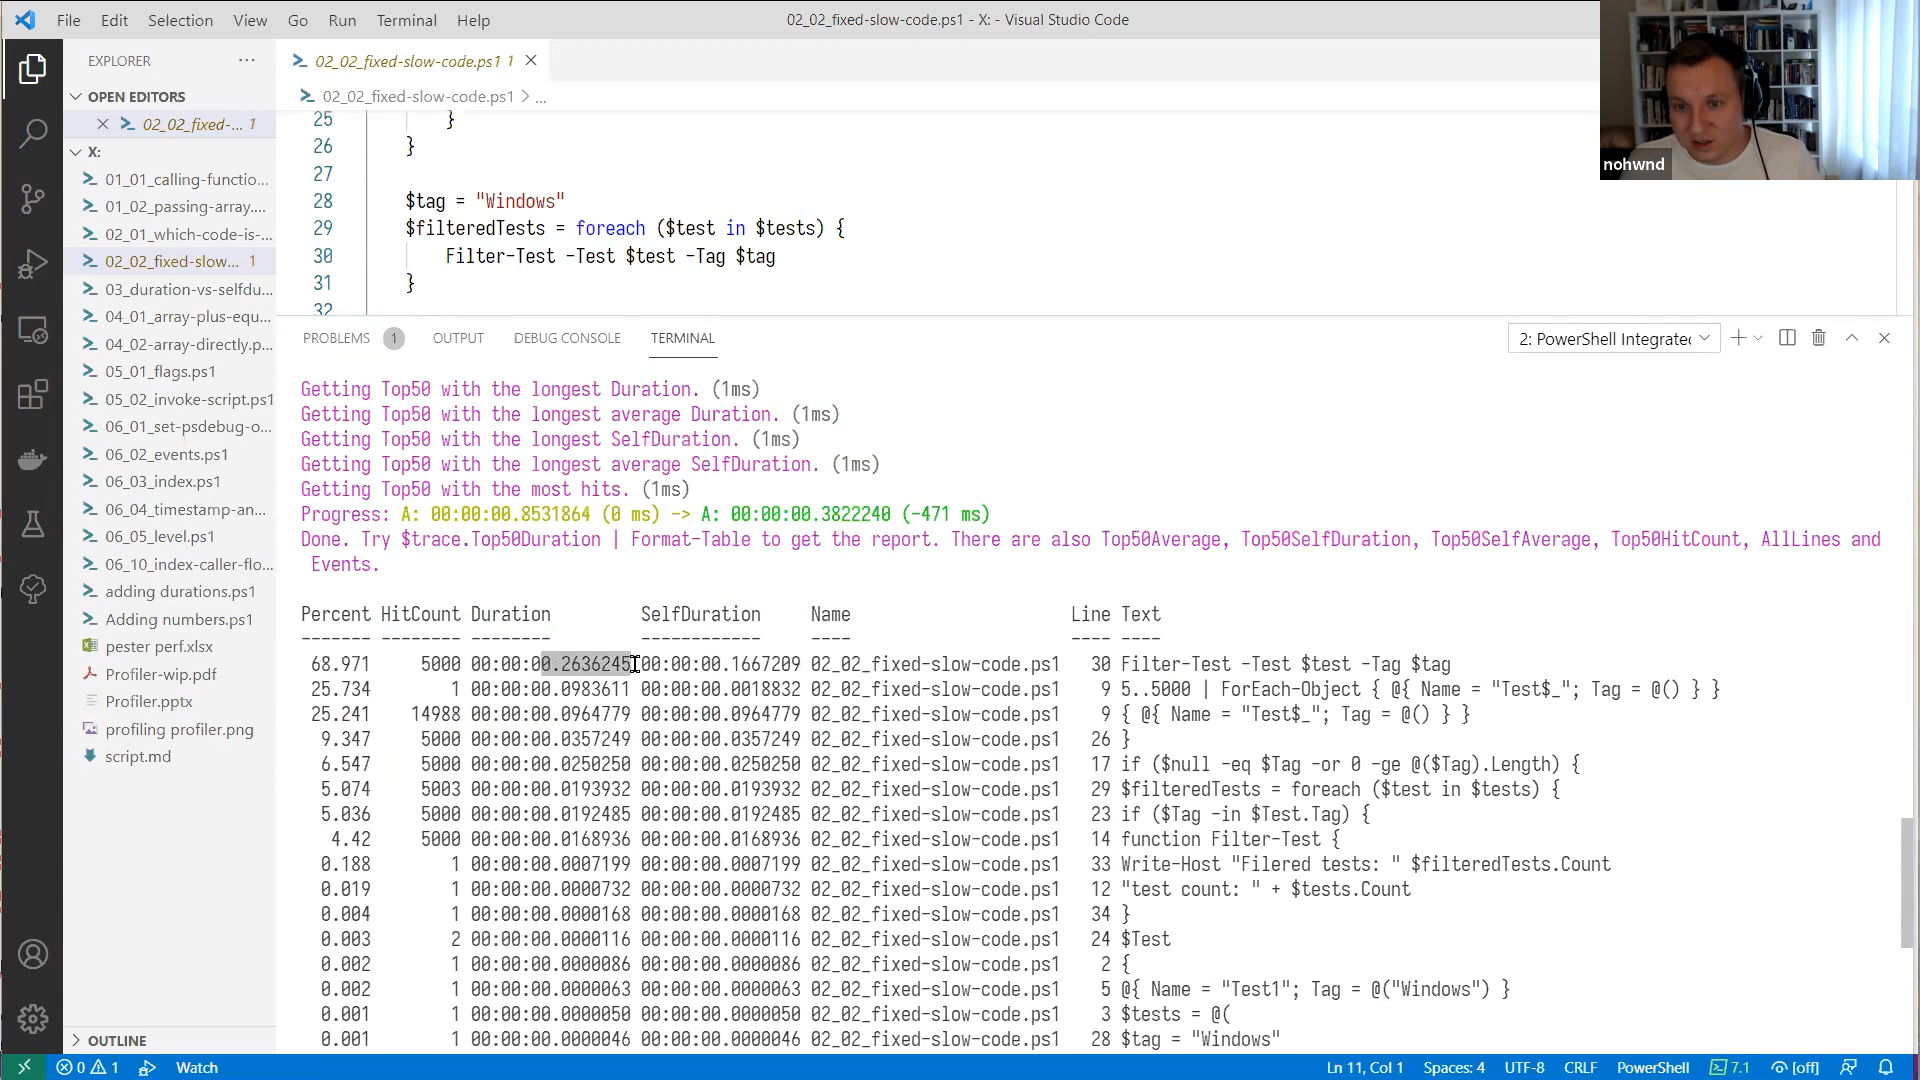 File Edit Selection View Go Run Terminal Help
02_02_fixed-slow-code.ps1 - X: - Visual Studio Code
nohwnd
EXPLORER
OPEN EDITORS
02_02_fixed-... 1
X:
01_01_calling-functio...
01_02_passing-array....
02_01_which-code-is-...
02_02_fixed-slow... 1
03_duration-vs-selfdu...
04_01_array-plus-equ...
04_02-array-directly.p...
05_01_flags.ps1
05_02_invoke-script.ps1
06_01_set-psdebug-o...
06_02_events.ps1
06_03_index.ps1
06_04_timestamp-an...
06_05_level.ps1
06_10_index-caller-flo...
adding durations.ps1
Adding numbers.ps1
pester perf.xlsx
Profiler-wip.pdf
Profiler.pptx
profiling profiler.png
script.md
OUTLINE
02_02_fixed-slow-code.ps1 1
02_02_fixed-slow-code.ps1 > ...
25 }
26 }
27
28 $tag = "Windows"
29 $filteredTests = foreach ($test in $tests) {
30 Filter-Test -Test $test -Tag $tag
31 }
32
PROBLEMS 1 OUTPUT DEBUG CONSOLE TERMINAL
2: PowerShell Integrated
Getting Top50 with the longest Duration. (1ms)
Getting Top50 with the longest average Duration. (1ms)
Getting Top50 with the longest SelfDuration. (1ms)
Getting Top50 with the longest average SelfDuration. (1ms)
Getting Top50 with the most hits. (1ms)
Progress: A: 00:00:00.8531864 (0 ms) -> A: 00:00:00.3822240 (-471 ms)
Done. Try $trace.Top50Duration | Format-Table to get the report. There are also Top50Average, Top50SelfDuration, Top50SelfAverage, Top50HitCount, AllLines and
Events.
Percent HitCount Duration SelfDuration Name Line Text
------- -------- -------- ------------ ---- ---- ----
68.971 5000 00:00:00.2636245 00:00:00.1667209 02_02_fixed-slow-code.ps1 30 Filter-Test -Test $test -Tag $tag
25.734 1 00:00:00.0983611 00:00:00.0018832 02_02_fixed-slow-code.ps1 9 5..5000 | ForEach-Object { @{ Name = "Test$_"; Tag = @() } }
25.241 14988 00:00:00.0964779 00:00:00.0964779 02_02_fixed-slow-code.ps1 9 { @{ Name = "Test$_"; Tag = @() } }
9.347 5000 00:00:00.0357249 00:00:00.0357249 02_02_fixed-slow-code.ps1 26 }
6.547 5000 00:00:00.0250250 00:00:00.0250250 02_02_fixed-slow-code.ps1 17 if ($null -eq $Tag -or 0 -ge @($Tag).Length) {
5.074 5003 00:00:00.0193932 00:00:00.0193932 02_02_fixed-slow-code.ps1 29 $filteredTests = foreach ($test in $tests) {
5.036 5000 00:00:00.0192485 00:00:00.0192485 02_02_fixed-slow-code.ps1 23 if ($Tag -in $Test.Tag) {
4.42 5000 00:00:00.0168936 00:00:00.0168936 02_02_fixed-slow-code.ps1 14 function Filter-Test {
0.188 1 00:00:00.0007199 00:00:00.0007199 02_02_fixed-slow-code.ps1 33 Write-Host "Filered tests: " $filteredTests.Count
0.019 1 00:00:00.0000732 00:00:00.0000732 02_02_fixed-slow-code.ps1 12 "test count: " + $tests.Count
0.004 1 00:00:00.0000168 00:00:00.0000168 02_02_fixed-slow-code.ps1 34 }
0.003 2 00:00:00.0000116 00:00:00.0000116 02_02_fixed-slow-code.ps1 24 $Test
0.002 1 00:00:00.0000086 00:00:00.0000086 02_02_fixed-slow-code.ps1 2 {
0.002 1 00:00:00.0000063 00:00:00.0000063 02_02_fixed-slow-code.ps1 5 @{ Name = "Test1"; Tag = @("Windows") }
0.001 1 00:00:00.0000050 00:00:00.0000050 02_02_fixed-slow-code.ps1 3 $tests = @(
0.001 1 00:00:00.0000046 00:00:00.0000046 02_02_fixed-slow-code.ps1 28 $tag = "Windows"
0 1 Watch
Ln 11, Col 1 Spaces: 4 UTF-8 CRLF PowerShell 7.1 [off]